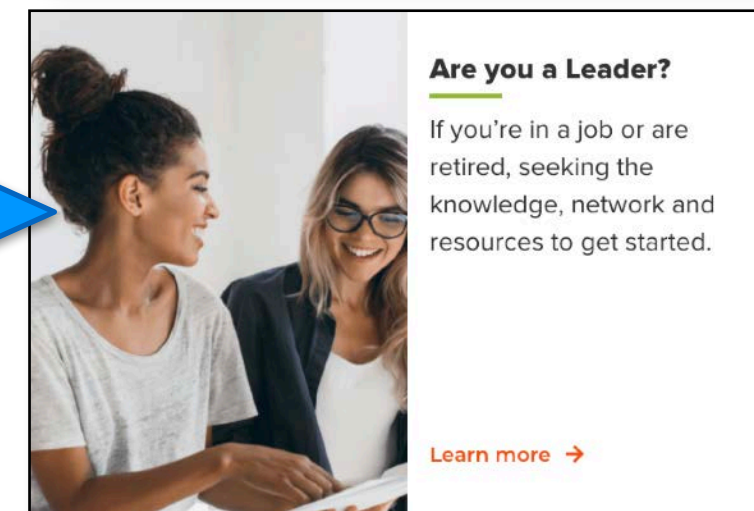 Are you a Leader?
If you’re in a job or are
retired, seeking the
knowledge, network and
resources to get started.
Learn more →